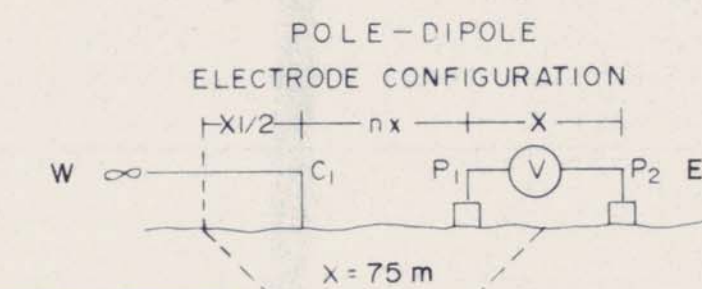 POLE-DIPOLE
ELECTRODE CONFIGURATION
X1/2 nx X
W ∞ C1 P1 V P2 E
X = 75 m